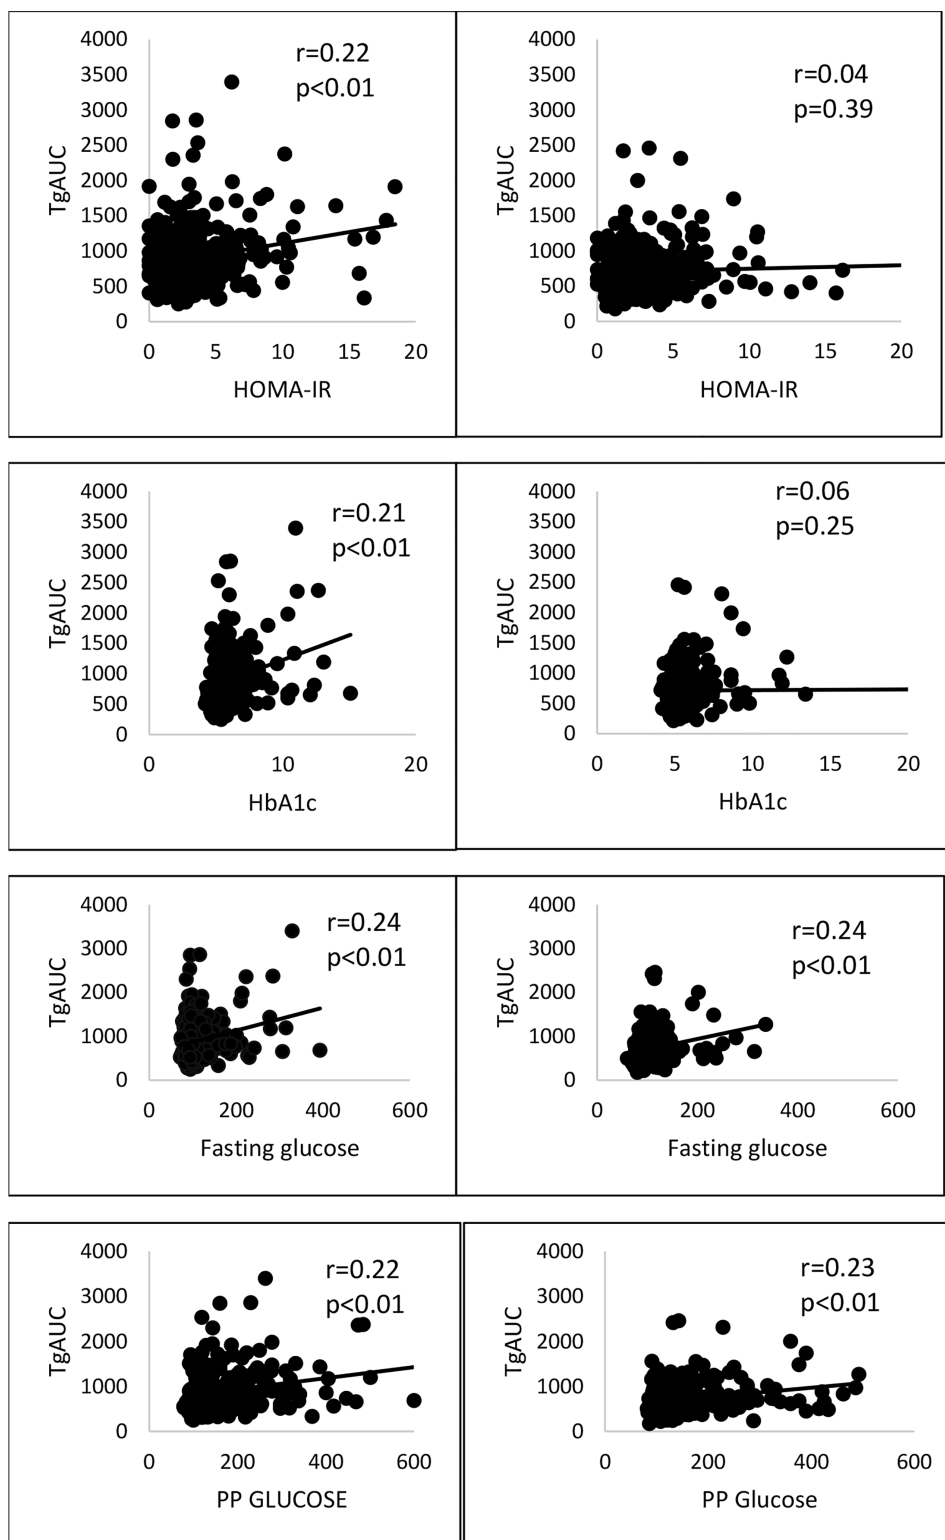 4000
3500
3000
2500
2000
1500
1000
500
0
TgAUC
r=0.22
p<0.01
0 5 10 15 20
HOMA-IR
4000
3500
3000
2500
2000
1500
1000
500
0
TgAUC
r=0.04
p=0.39
0 5 10 15 20
HOMA-IR
4000
3500
3000
2500
2000
1500
1000
500
0
TgAUC
r=0.21
p<0.01
0 10 20
HbA1c
4000
3500
3000
2500
2000
1500
1000
500
0
TgAUC
r=0.06
p=0.25
0 5 10 15 20
HbA1c
4000
3000
2000
1000
0
TgAUC
r=0.24
p<0.01
0 200 400 600
Fasting glucose
4000
3000
2000
1000
0
TgAUC
r=0.24
p<0.01
0 200 400 600
Fasting glucose
4000
3000
2000
1000
0
TgAUC
r=0.22
p<0.01
0 200 400 600
PP GLUCOSE
4000
3000
2000
1000
0
TgAUC
r=0.23
p<0.01
0 200 400 600
PP Glucose